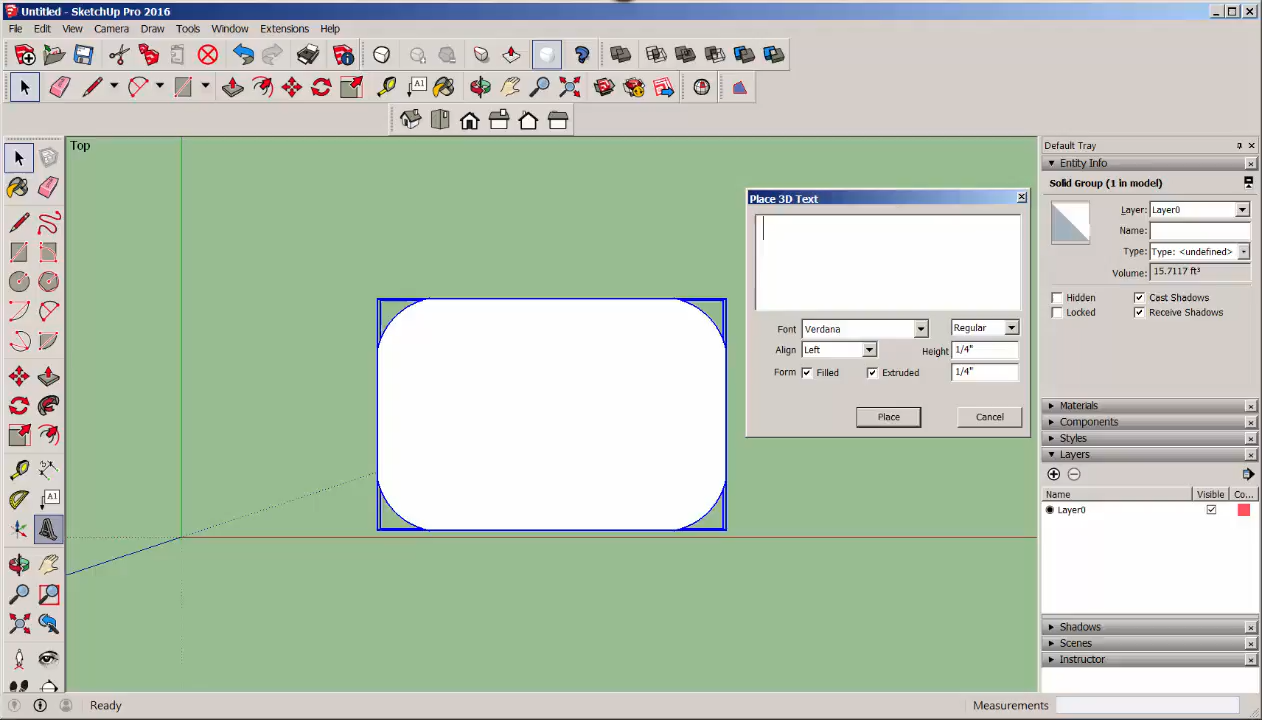 Untitled - SketchUp Pro 2016
File Edit View Camera Draw Tools Window Extensions Help
A1
Top
Default Tray
Entity Info
Solid Group (1 in model)
Layer: Layer0
Name:
Type: Type: <undefined>
Volume: 15.7117 ft³
Hidden Cast Shadows
Locked Receive Shadows
Place 3D Text
Font Verdana Regular
Align Left Height 1/4"
Form Filled Extruded 1/4"
Place Cancel
Materials
Components
Styles
Layers
Name Visible Co...
Layer0
A1
Shadows
Scenes
Instructor
Ready
Measurements